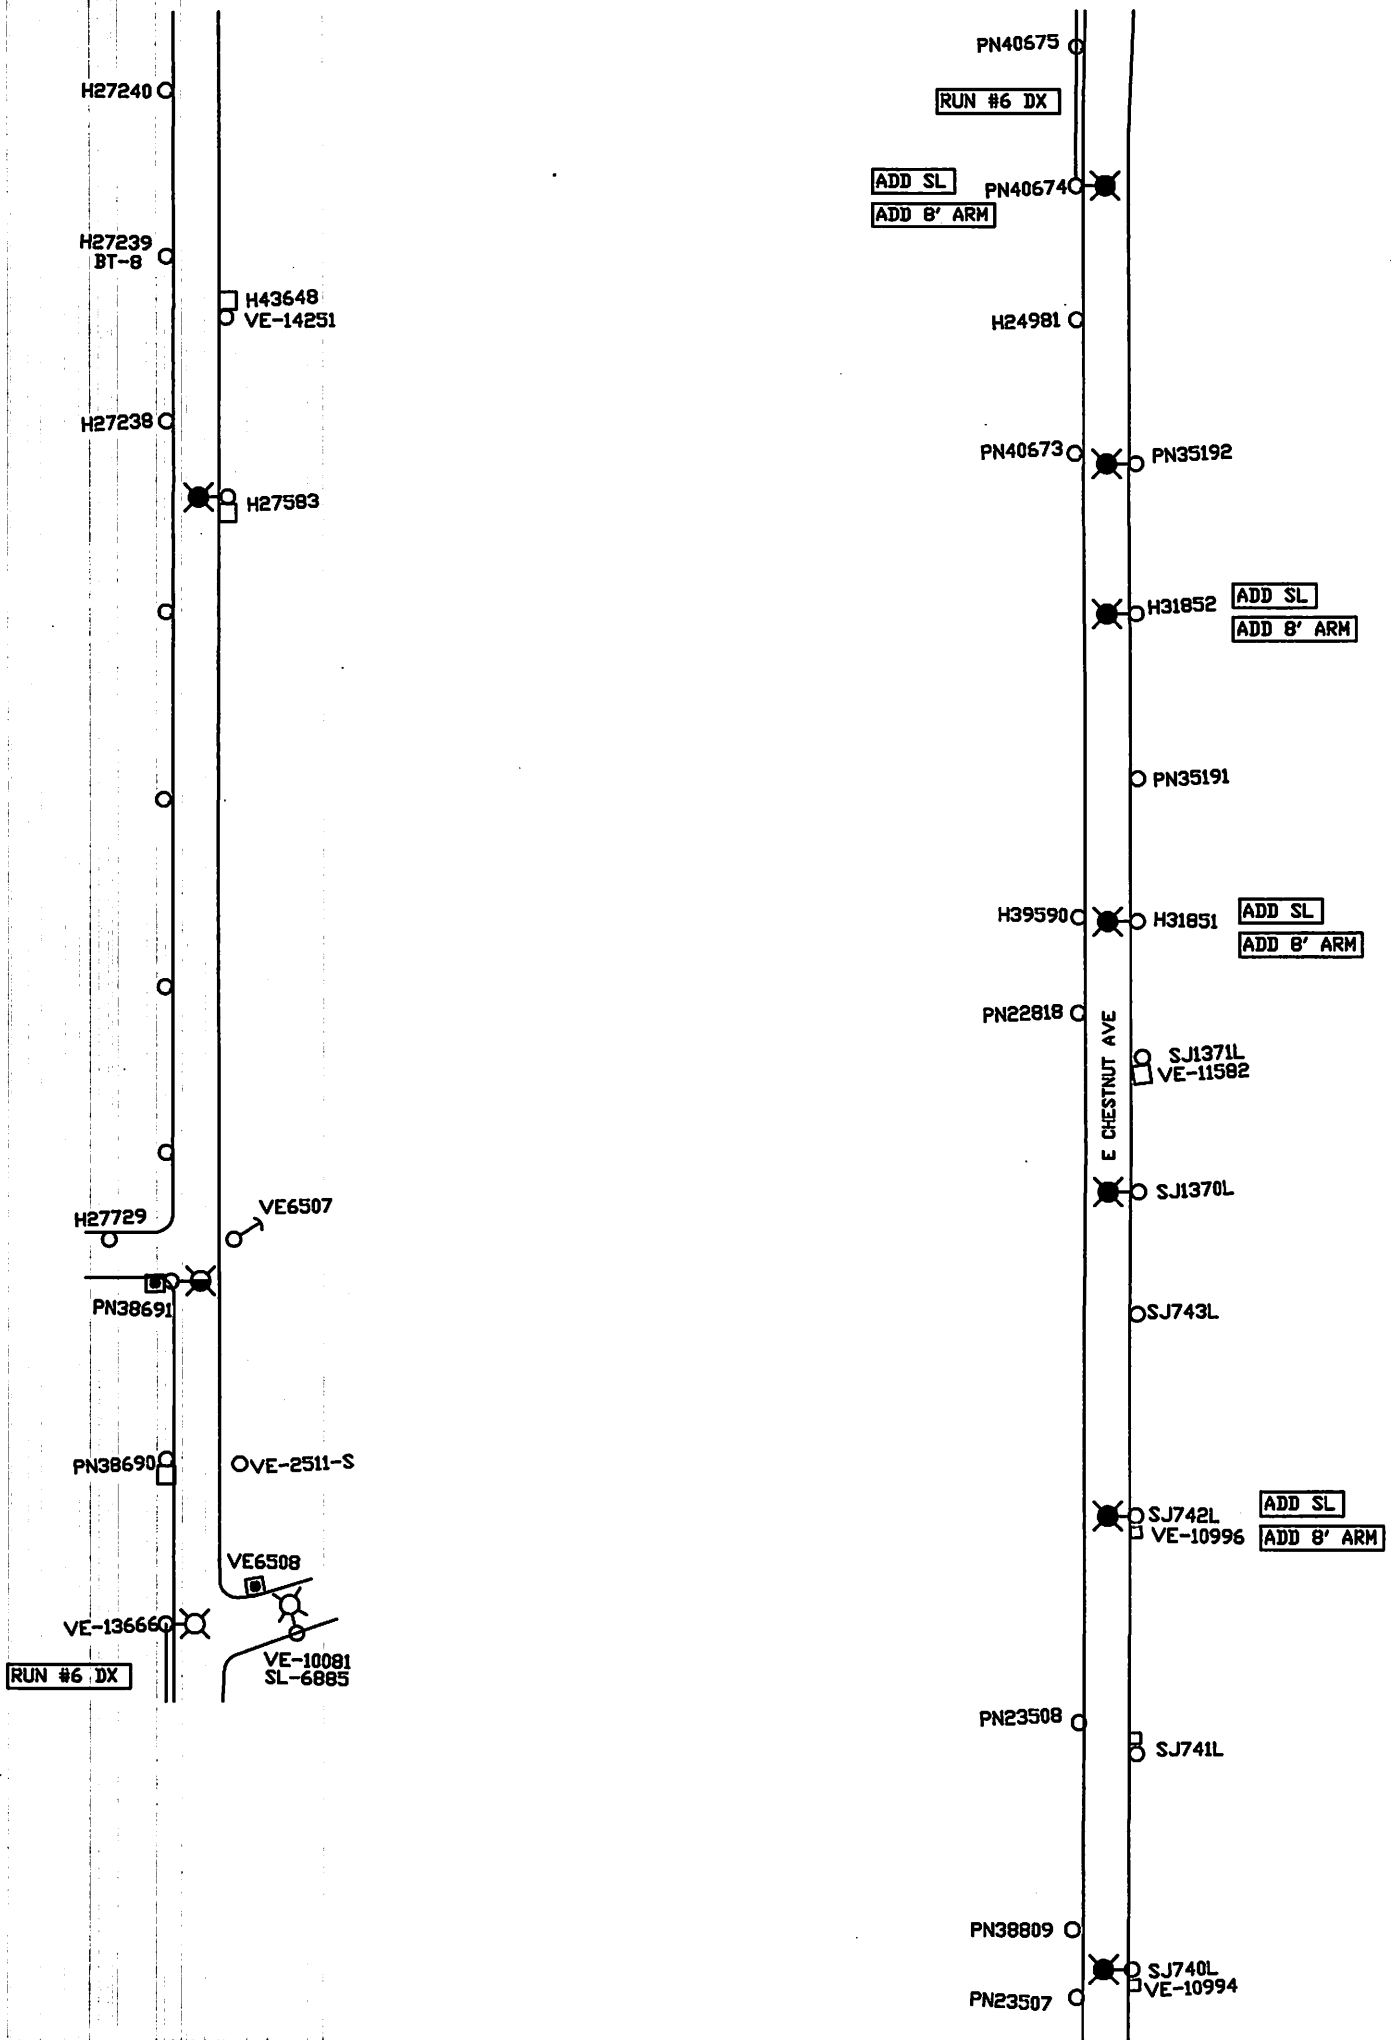 H27240
H27239
BT-8
H43648
VE-14251
H27238
H27583
H27729
VE6507
PN38691
PN38690
VE-2511-S
VE6508
VE-13666
VE-10081
SL-6885
RUN #6 DX
PN40675
RUN #6 DX
ADD SL
PN40674
ADD 8' ARM
H24981
PN40673
PN35192
H31852
ADD SL
ADD 8' ARM
PN35191
H39590
H31851
ADD SL
ADD 8' ARM
PN22818
E CHESTNUT AVE
SJ1371L
VE-11582
SJ1370L
SJ743L
SJ742L
VE-10996
ADD SL
ADD 8' ARM
PN23508
SJ741L
PN38809
SJ740L
VE-10994
PN23507